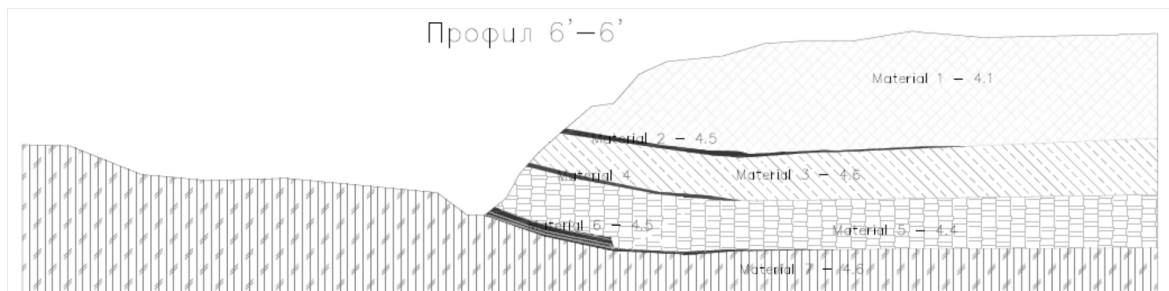 Профил 6'-6'
Material 1 - 4.1
Material 2 - 4.5
Material 4
Material 3 - 4.6
Material 6 - 4.5
Material 5 - 4.4
Material 7 - 4.6